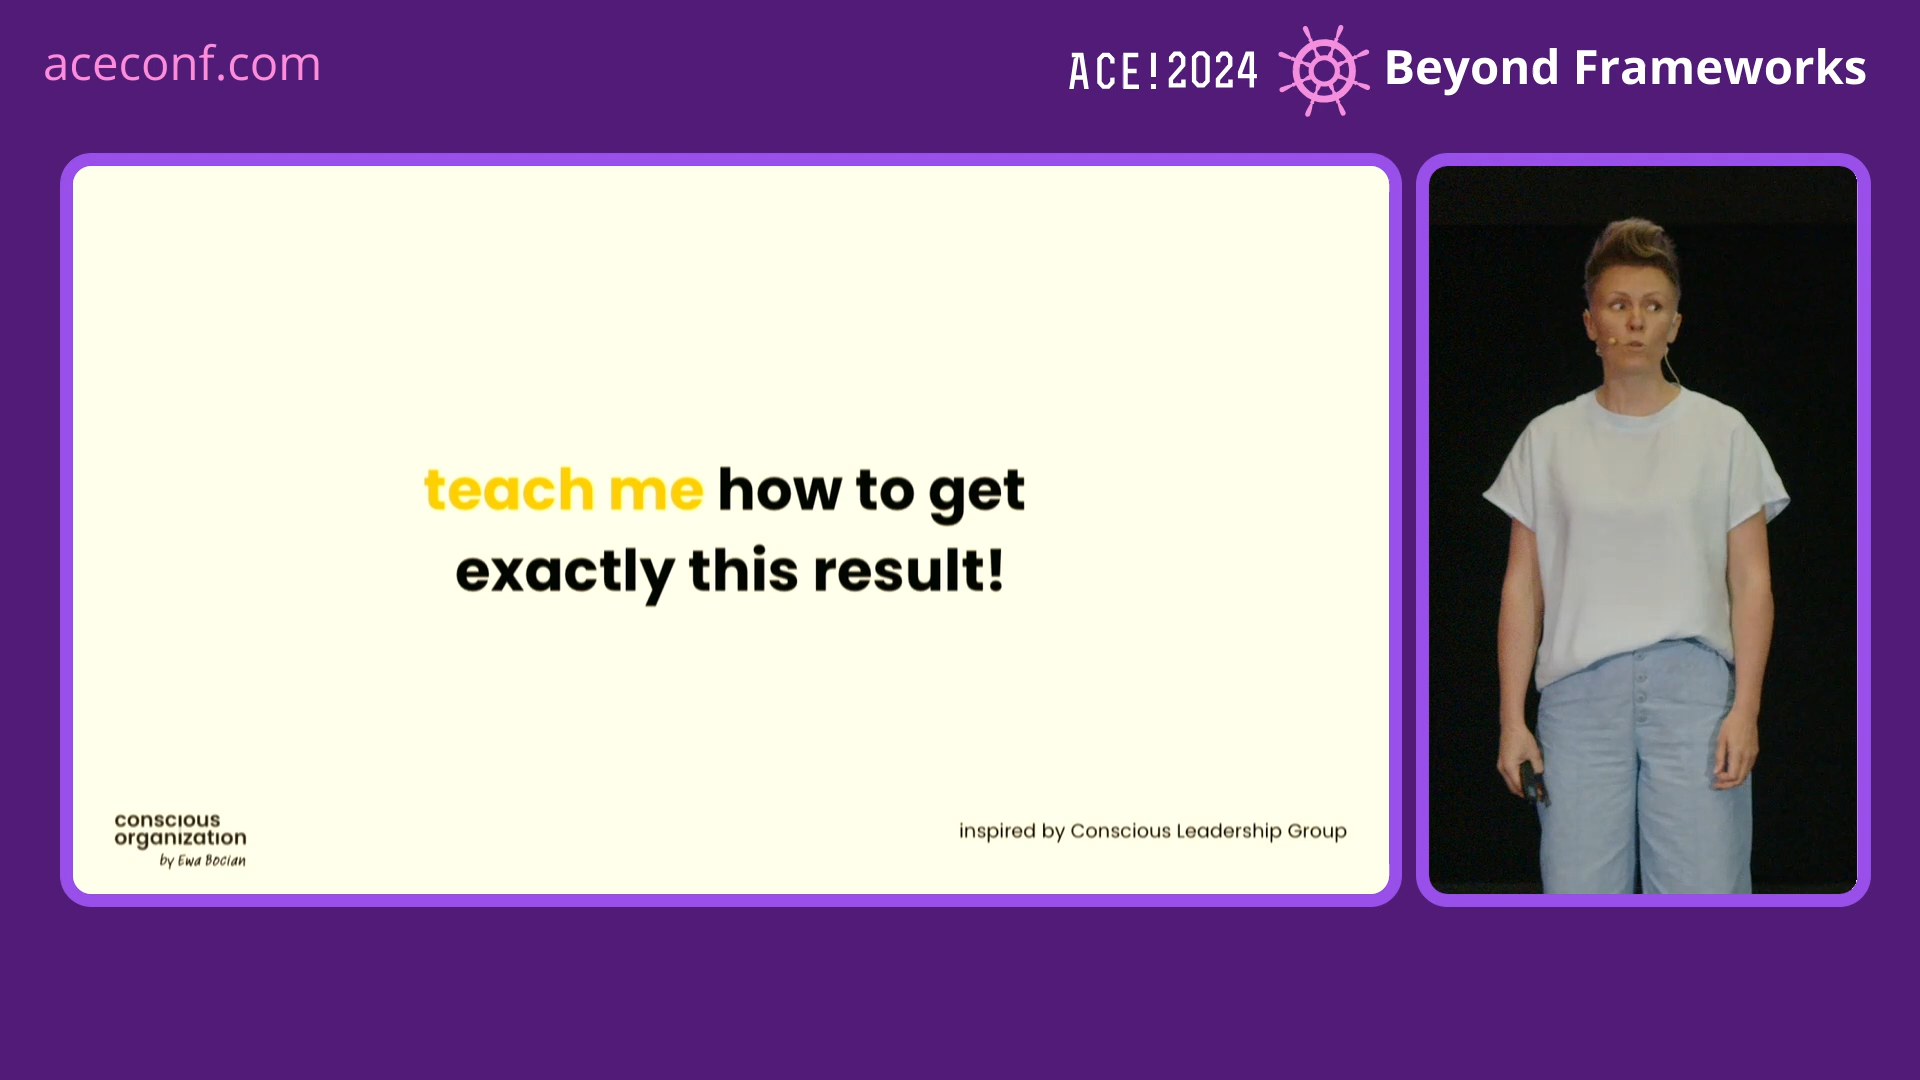 aceconf.com
ACE!2024 Beyond Frameworks
teach me how to get
exactly this result!
conscious
organization
by Ewa Bocian
inspired by Conscious Leadership Group